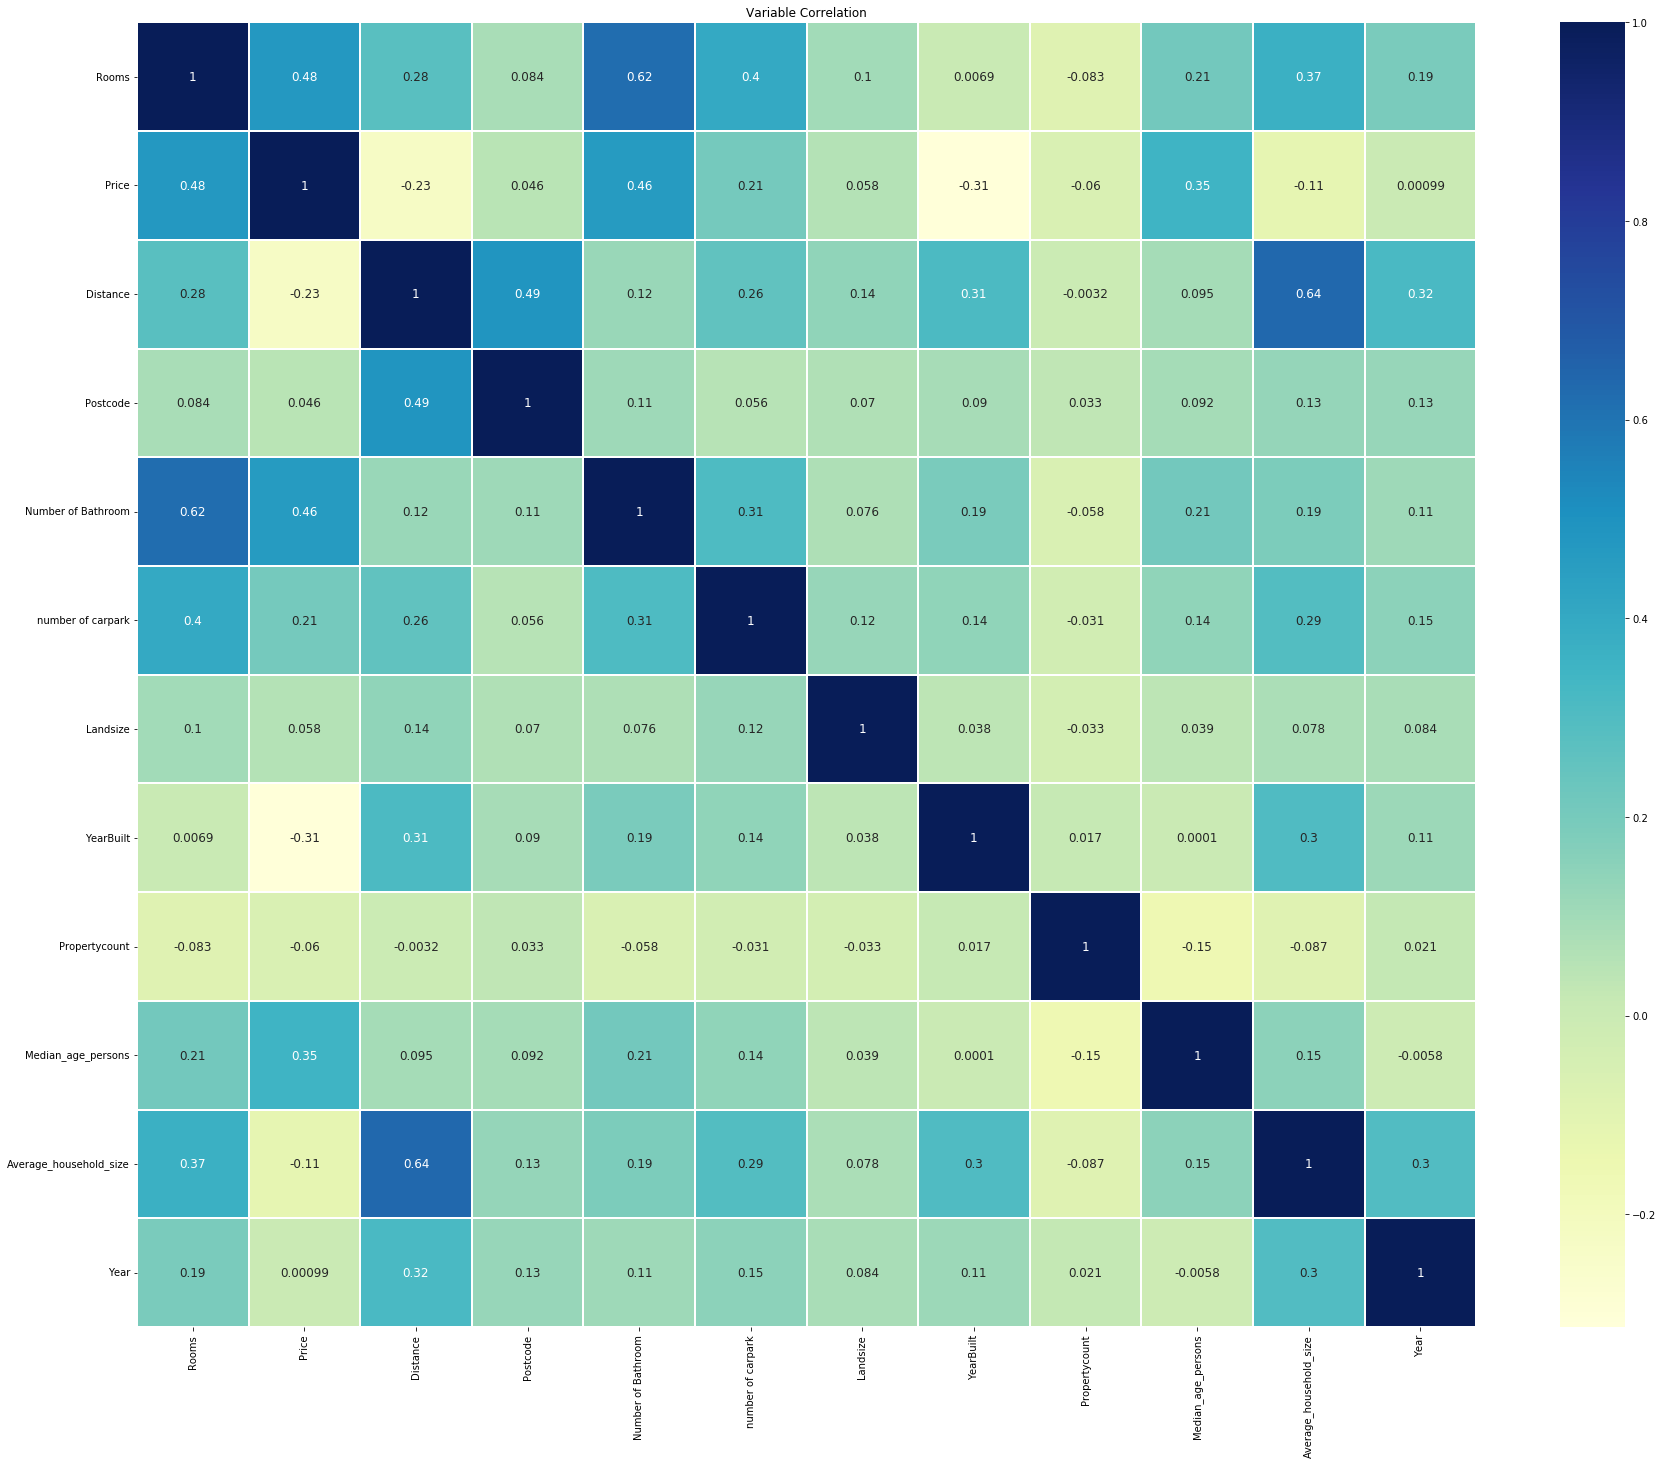 Variable Correlation
Rooms 1 0.48 0.28 0.084 0.62 0.4 0.1 0.0069 -0.083 0.21 0.37 0.19
Price 0.48 1 -0.23 0.046 0.46 0.21 0.058 -0.31 -0.06 0.35 -0.11 0.00099
Distance 0.28 -0.23 1 0.49 0.12 0.26 0.14 0.31 -0.0032 0.095 0.64 0.32
Postcode 0.084 0.046 0.49 1 0.11 0.056 0.07 0.09 0.033 0.092 0.13 0.13
Number of Bathroom 0.62 0.46 0.12 0.11 1 0.31 0.076 0.19 -0.058 0.21 0.19 0.11
number of carpark 0.4 0.21 0.26 0.056 0.31 1 0.12 0.14 -0.031 0.14 0.29 0.15
Landsize 0.1 0.058 0.14 0.07 0.076 0.12 1 0.038 -0.033 0.039 0.078 0.084
YearBuilt 0.0069 -0.31 0.31 0.09 0.19 0.14 0.038 1 0.017 0.0001 0.3 0.11
Propertycount -0.083 -0.06 -0.0032 0.033 -0.058 -0.031 -0.033 0.017 1 -0.15 -0.087 0.021
Median_age_persons 0.21 0.35 0.095 0.092 0.21 0.14 0.039 0.0001 -0.15 1 0.15 -0.0058
Average_household_size 0.37 -0.11 0.64 0.13 0.19 0.29 0.078 0.3 -0.087 0.15 1 0.3
Year 0.19 0.00099 0.32 0.13 0.11 0.15 0.084 0.11 0.021 -0.0058 0.3 1
Rooms
Price
Distance
Postcode
Number of Bathroom
number of carpark
Landsize
YearBuilt
Propertycount
Median_age_persons
Average_household_size
Year
1.0
0.8
0.6
0.4
0.2
0.0
−0.2